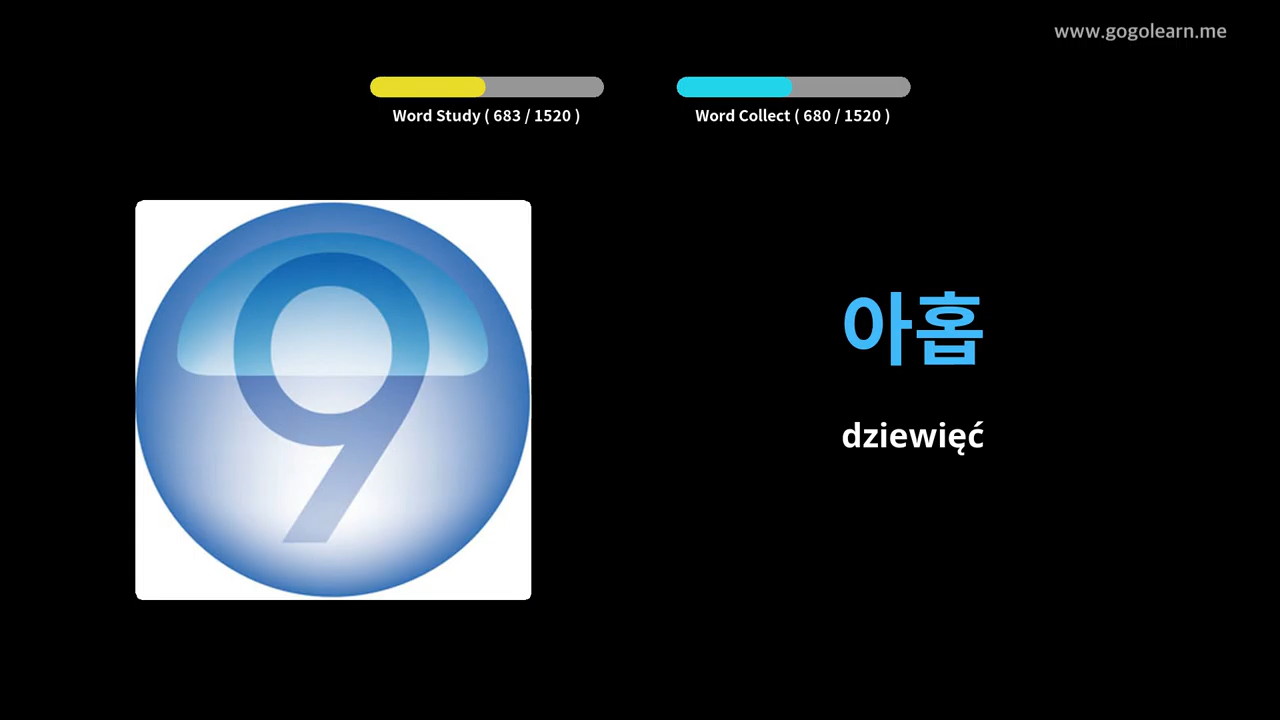 www.gogolearn.me
Word Study ( 683 / 1520 )
Word Collect ( 680 / 1520 )
9
아홉
dziewięć